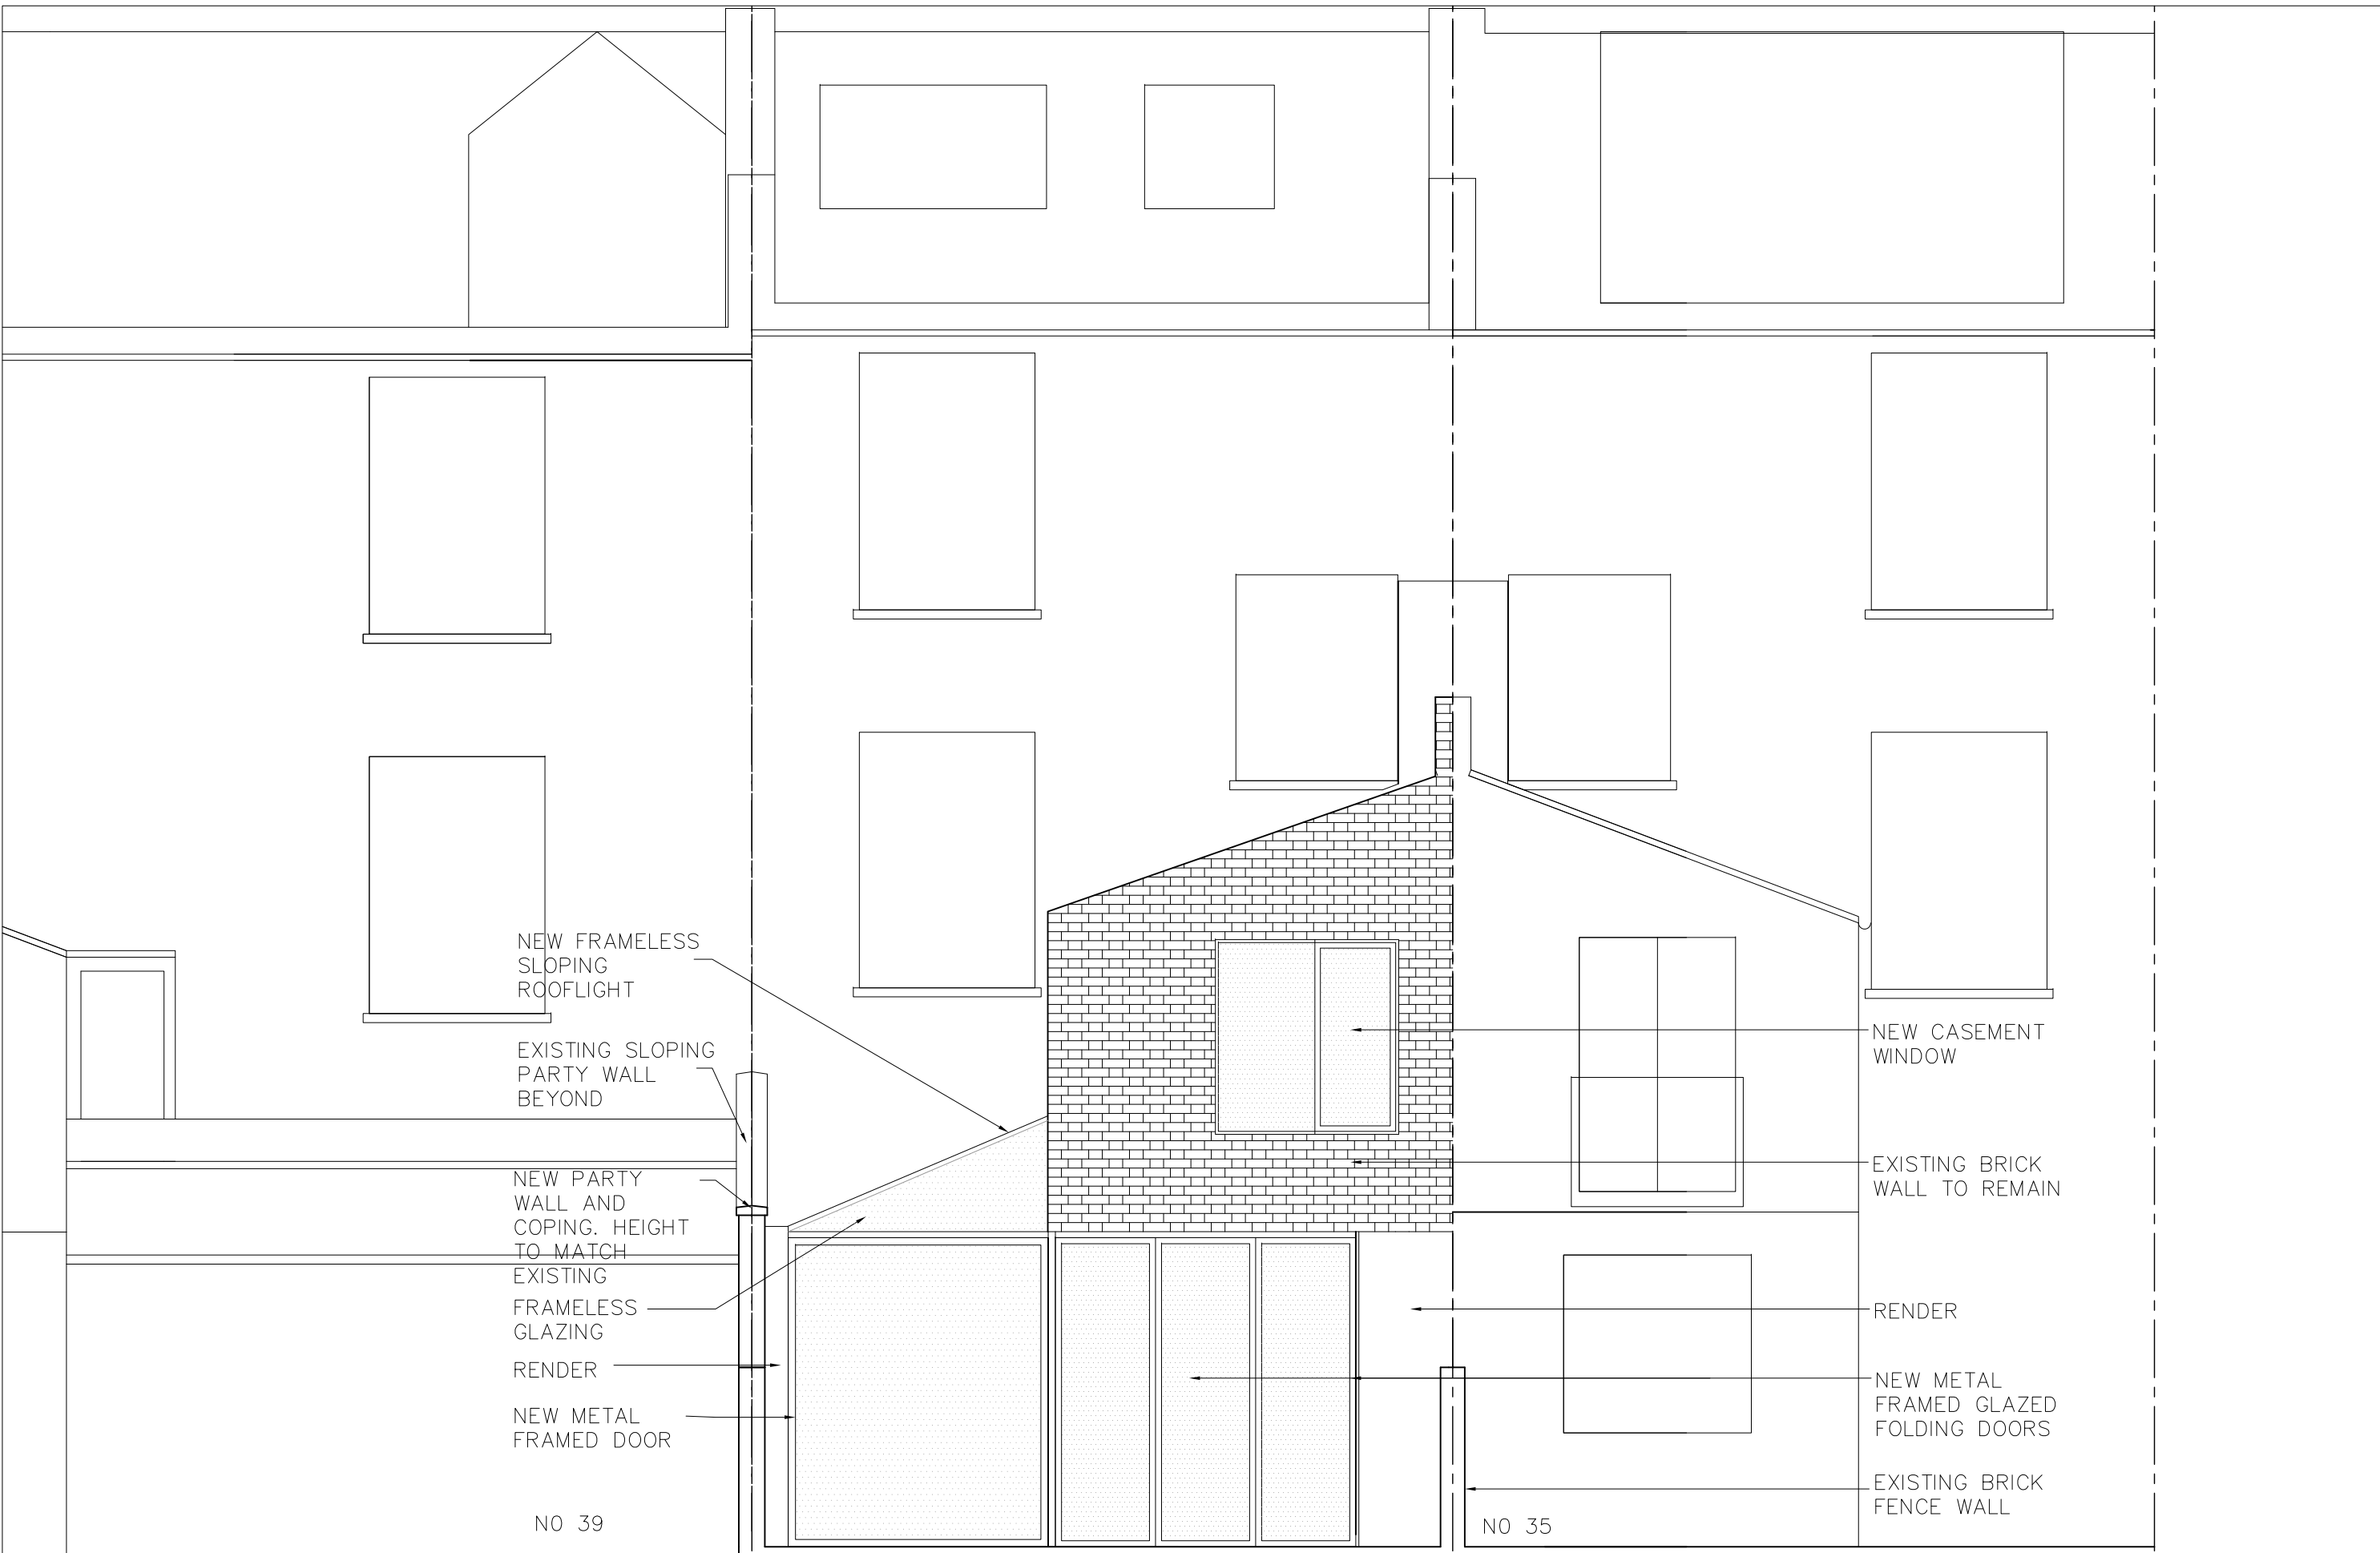 NEW FRAMELESS
SLOPING
ROOFLIGHT
EXISTING SLOPING
PARTY WALL
BEYOND
NEW PARTY
WALL AND
COPING. HEIGHT
TO MATCH
EXISTING
FRAMELESS
GLAZING
RENDER
NEW METAL
FRAMED DOOR
NO 39
NEW CASEMENT
WINDOW
EXISTING BRICK
WALL TO REMAIN
RENDER
NEW METAL
FRAMED GLAZED
FOLDING DOORS
EXISTING BRICK
FENCE WALL
NO 35